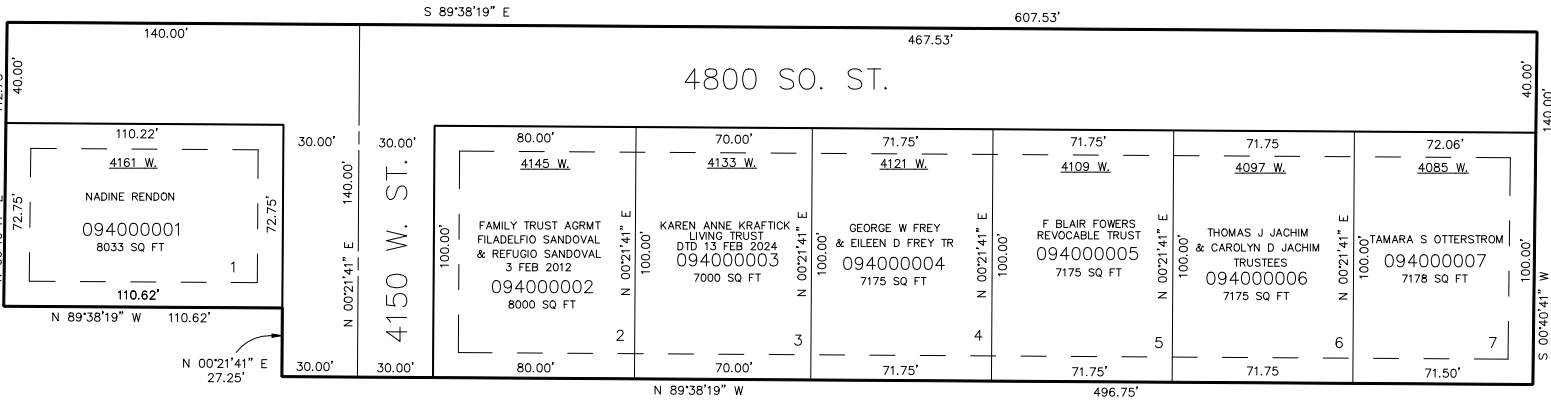 S 89°38'19" E
607.53'
140.00'
467.53'
40.00'
4800 SO. ST.
40.00'
140.00'
110.22'
30.00'
30.00'
80.00'
70.00'
71.75'
71.75'
71.75
72.06'
4161 W.
4145 W.
4133 W.
4121 W.
4109 W.
4097 W.
4085 W.
NADINE RENDON
094000001
8033 SQ FT
1
72.75'
72.75'
110.62'
N 89°38'19" W 110.62'
N 00°21'41" E
27.25'
N 00°21'41" E 140.00'
4150 W. ST.
30.00'
30.00'
100.00'
FAMILY TRUST AGRMT
FILADELFIO SANDOVAL
& REFUGIO SANDOVAL
3 FEB 2012
094000002
8000 SQ FT
2
80.00'
N 00°21'41" E
100.00'
KAREN ANNE KRAFTICK
LIVING TRUST
DTD 13 FEB 2024
094000003
7000 SQ FT
3
70.00'
N 00°21'41" E
100.00'
GEORGE W FREY
& EILEEN D FREY TR
094000004
7175 SQ FT
4
71.75'
N 00°21'41" E
100.00'
F BLAIR FOWERS
REVOCABLE TRUST
094000005
7175 SQ FT
5
71.75'
N 00°21'41" E
100.00'
THOMAS J JACHIM
& CAROLYN D JACHIM
TRUSTEES
094000006
7175 SQ FT
6
71.75
N 00°21'41" E
100.00'
TAMARA S OTTERSTROM
094000007
7178 SQ FT
7
71.50'
100.00'
S 00°40'41" W
N 89°38'19" W
496.75'